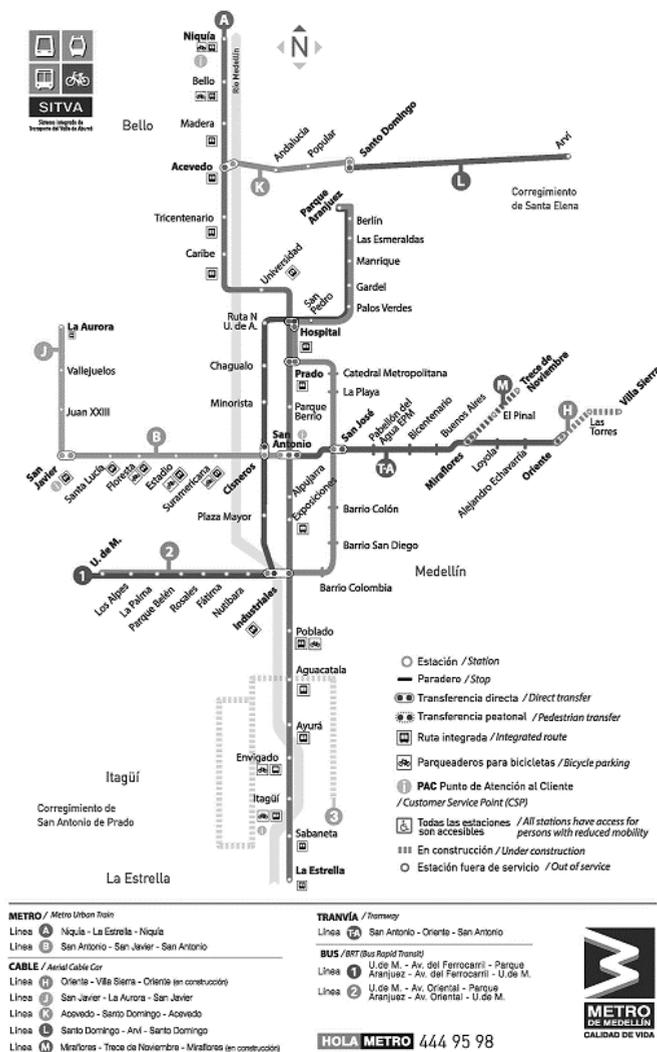 A
Niquía
N
Río Medellín
SITVA
Sistema Integrado de
Transporte del Valle de Aburrá
Bello
Bello
Madera
Acevedo
K
Andalucía
Popular
Santo Domingo
L
Arví
Corregimiento
de Santa Elena
Tricentenario
Caribe
Universidad
Parque
Aranjuez
Berlín
Las Esmeraldas
Manrique
Gardel
Palos Verdes
San
Pedro
Ruta N
U. de A.
Hospital
La Aurora
J
Vallejuelos
Juan XXIII
Chagualo
Minorista
Prado
Catedral Metropolitana
La Playa
Parque
Berrío
San
Antonio
San José
Pabellón del
Agua EPM
T-A
Bicentenario
Buenos Aires
Miraflores
M
Trece de
Noviembre
El Pinal
Loyola
Alejandro Echavarría
Oriente
H
Villa Sierra
Las
Torres
B
San
Javier
Santa Lucía
Floresta
Estadio
Suramericana
Cisneros
Alpujarra
Exposiciones
Plaza Mayor
Barrio Colón
Barrio San Diego
Barrio Colombia
Medellín
1
U. de M.
2
Los Alpes
La Palma
Parque Belén
Rosales
Fátima
Nutibara
Industriales
Poblado
Aguacatala
Ayurá
Envigado
Itagüí
3
Sabaneta
La Estrella
Itagüí
Corregimiento de
San Antonio de Prado
La Estrella
Estación / Station
Paradero / Stop
Transferencia directa / Direct transfer
Transferencia peatonal / Pedestrian transfer
Ruta integrada / Integrated route
Parqueaderos para bicicletas / Bicycle parking
PAC Punto de Atención al Cliente
/ Customer Service Point (CSP)
Todas las estaciones / All stations have access for
son accesibles persons with reduced mobility
En construcción / Under construction
Estación fuera de servicio / Out of service
METRO / Metro Urban Train
Línea A Niquía - La Estrella - Niquía
Línea B San Antonio - San Javier - San Antonio
CABLE / Aerial Cable Car
Línea H Oriente - Villa Sierra - Oriente (en construcción)
Línea J San Javier - La Aurora - San Javier
Línea K Acevedo - Santo Domingo - Acevedo
Línea L Santo Domingo - Arví - Santo Domingo
Línea M Miraflores - Trece de Noviembre - Miraflores (en construcción)
TRANVÍA / Tramway
Línea T-A San Antonio - Oriente - San Antonio
BUS / BRT (Bus Rapid Transit)
Línea 1 U.de M. - Av. del Ferrocarril - Parque
Aranjuez - Av. del Ferrocarril - U.de M.
Línea 2 U.de M. - Av. Oriental - Parque
Aranjuez - Av. Oriental - U.de M.
HOLA METRO 444 95 98
METRO
DE MEDELLÍN
CALIDAD DE VIDA